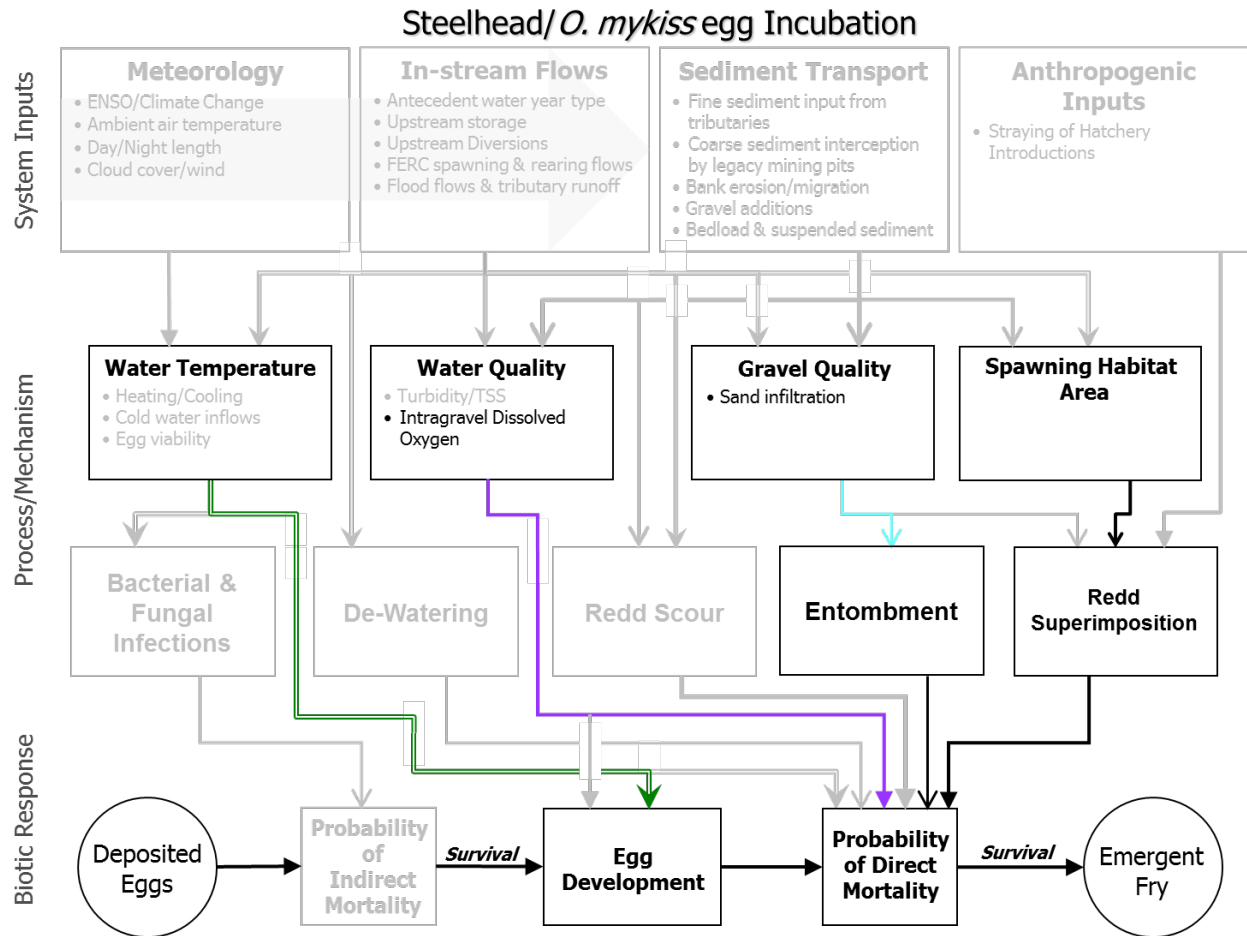 Steelhead/O. mykiss egg Incubation
System Inputs
Meteorology
• ENSO/Climate Change
• Ambient air temperature
• Day/Night length
• Cloud cover/wind
In-stream Flows
• Antecedent water year type
• Upstream storage
• Upstream Diversions
• FERC spawning & rearing flows
• Flood flows & tributary runoff
Sediment Transport
• Fine sediment input from
tributaries
• Coarse sediment interception
by legacy mining pits
• Bank erosion/migration
• Gravel additions
• Bedload & suspended sediment
Anthropogenic
Inputs
• Straying of Hatchery
Introductions
Process/Mechanism
Water Temperature
• Heating/Cooling
• Cold water inflows
• Egg viability
Water Quality
• Turbidity/TSS
• Intragravel Dissolved
Oxygen
Gravel Quality
• Sand infiltration
Spawning Habitat
Area
Bacterial &
Fungal
Infections
De-Watering
Redd Scour
Entombment
Redd
Superimposition
Biotic Response
Deposited
Eggs
Probability
of
Indirect
Mortality
Survival
Egg
Development
Probability
of Direct
Mortality
Survival
Emergent
Fry